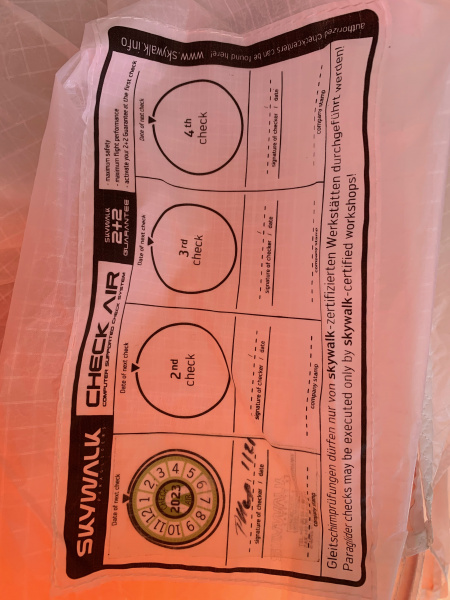 SKYWALK
PARAGLIDERS
CHECK AIR
COMPUTER SUPPORTED CHECK SYSTEM
SKYWALK
2+2
GUARANTEE
- maximum safety
- maximum flight performance
- activate your 2+2 Guarantee at the first check
authorized Checkcenters can be found here! www.skywalk.info
Date of next check
1 2 3 4 5 6 7 8 9 10 11 12
2023
signature of checker / date
company stamp
Date of next check
2nd
check
signature of checker / date
company stamp
Date of next check
3rd
check
signature of checker / date
company stamp
Date of next check
4th
check
signature of checker / date
company stamp
Gleitschirmprüfungen dürfen nur von skywalk-zertifizierten Werkstätten durchgeführt werden!
Paraglider checks may be executed only by skywalk-certified workshops!